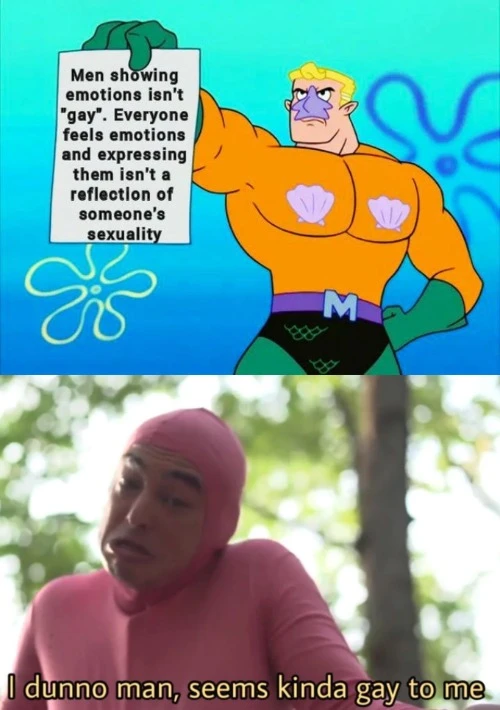 Men showing
emotions isn't
"gay". Everyone
feels emotions
and expressing
them isn't a
reflection of
someone's
sexuality
M
I dunno man, seems kinda gay to me